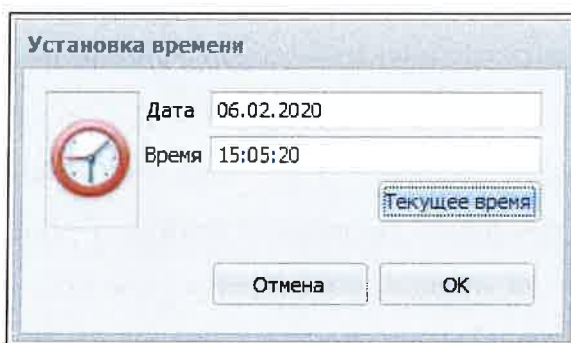 Установка времени
Дата 06.02.2020
Время 15:05:20
Текущее время
Отмена OK